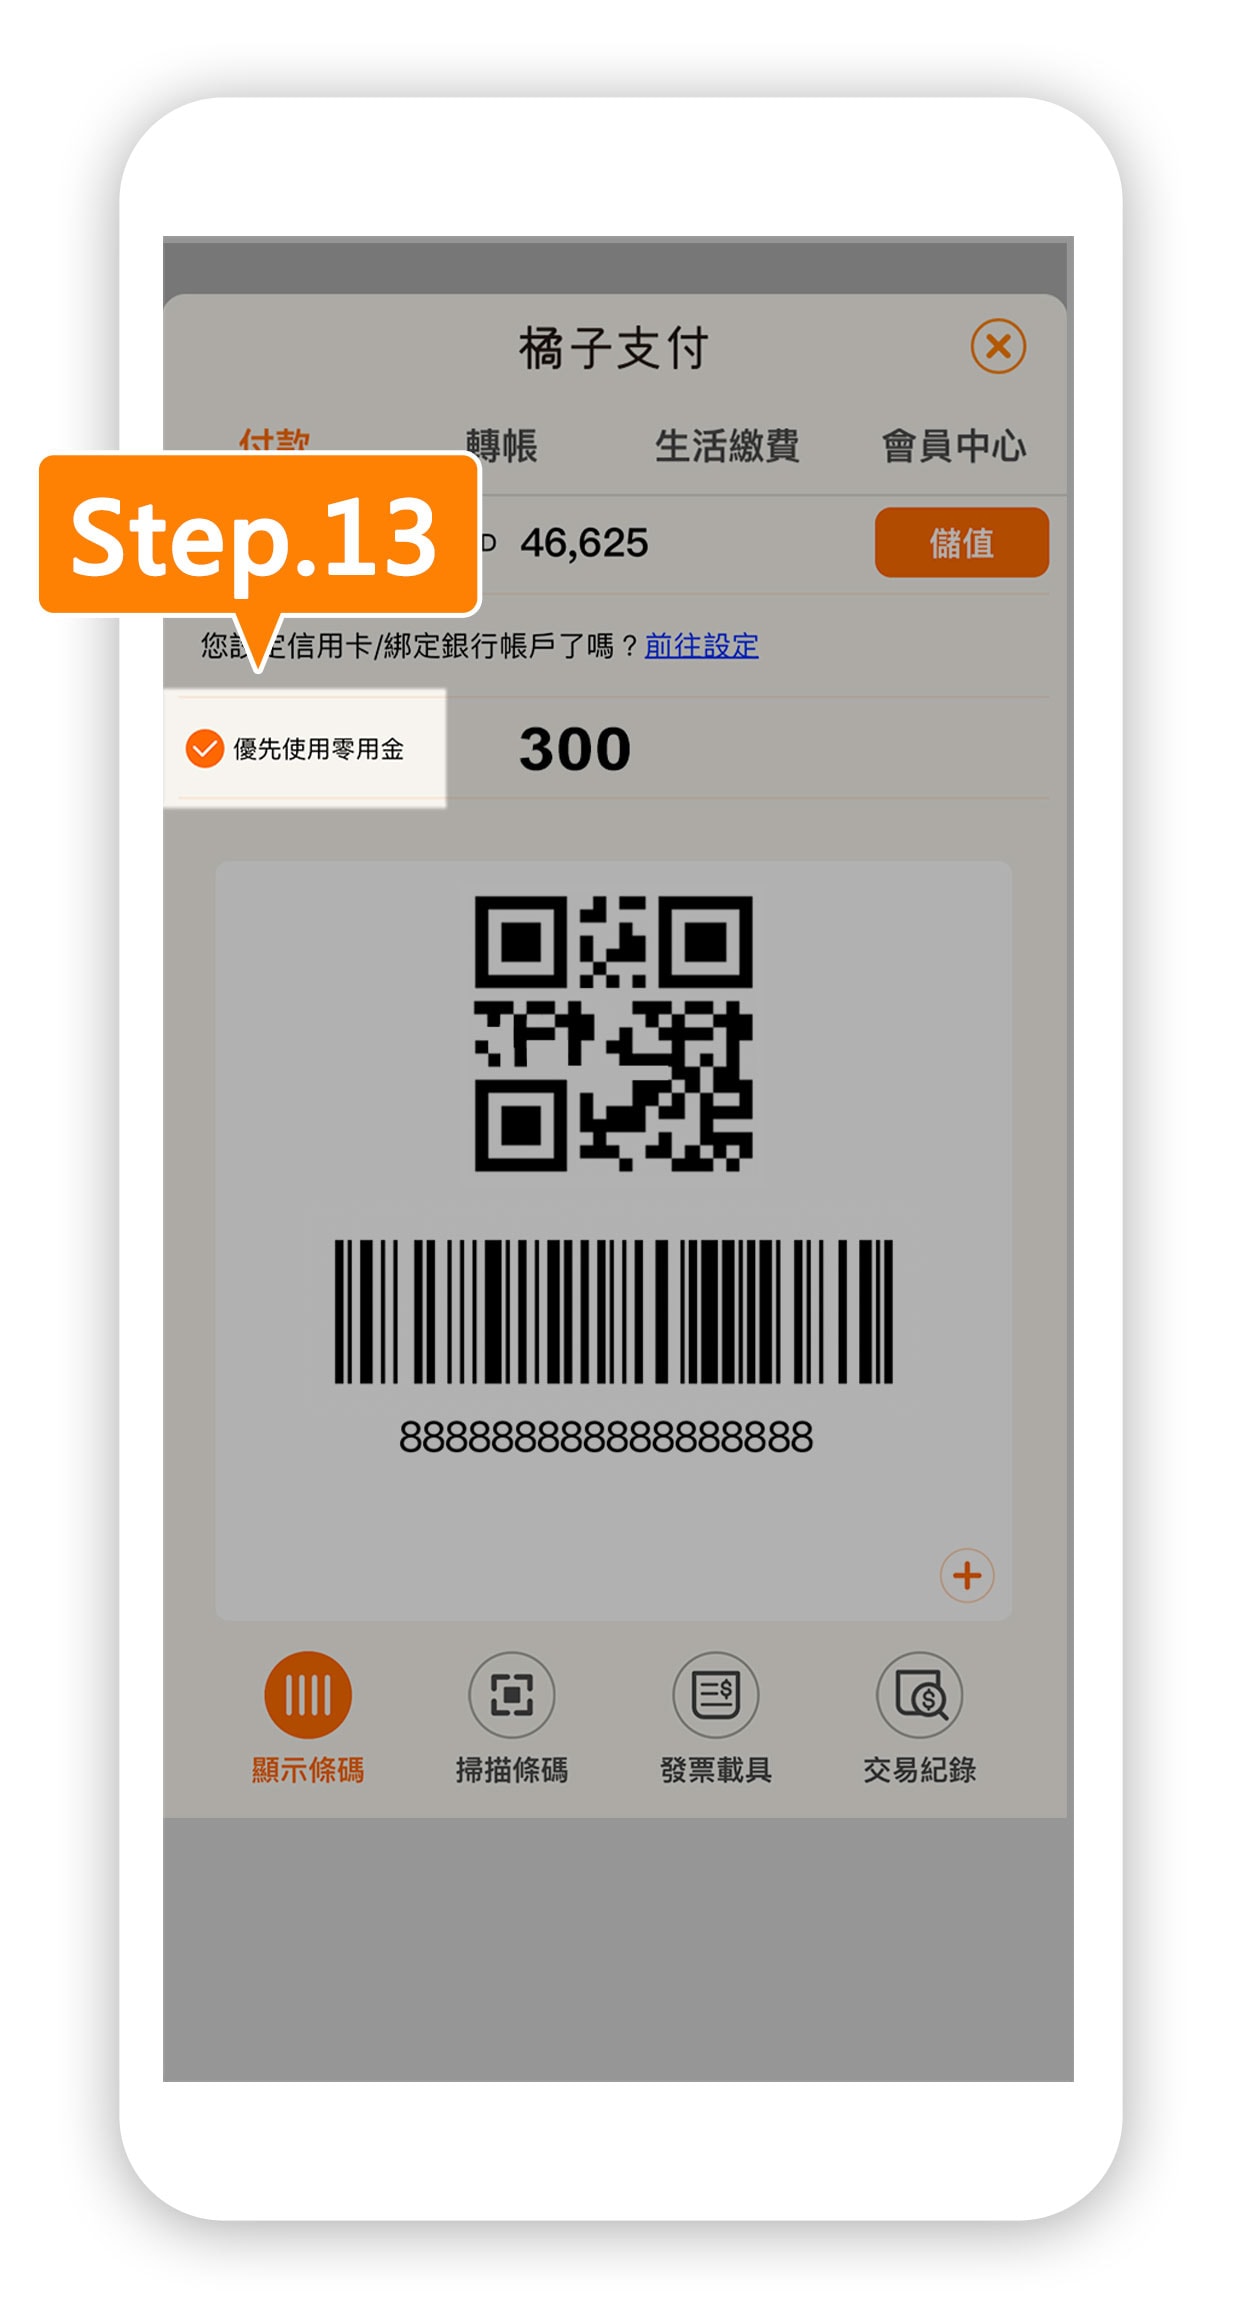 橘子支付
付款 轉帳 生活繳費 會員中心
Step.13
D 46,625 儲值
您設定信用卡/綁定銀行帳戶了嗎？前往設定
優先使用零用金 300
888888888888888888
顯示條碼 掃描條碼 發票載具 交易紀錄